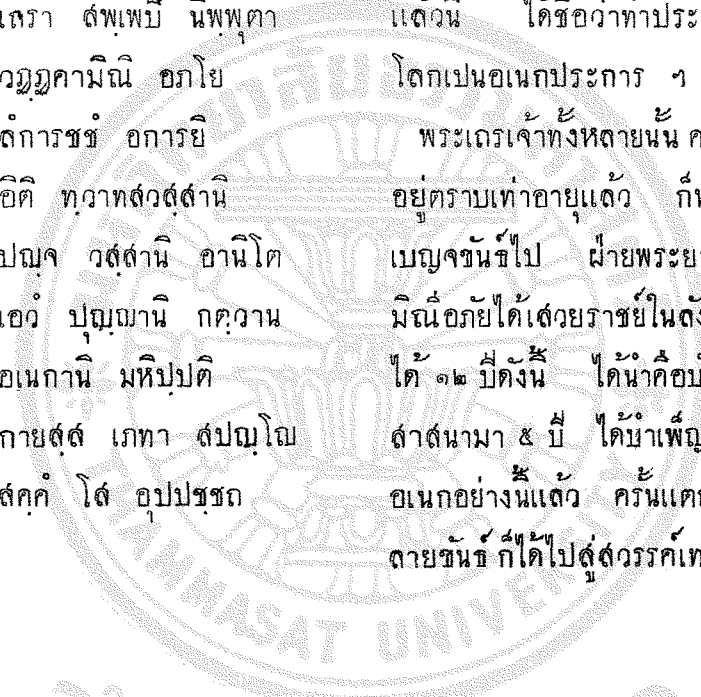 เถรา สพฺเพปิ นิพฺพุตา
วฏฺฏคามิณิ อภโย
ลํการชฺชํ อการยิ
อิติ ทฺวาทสวสฺสานิ
ปญฺจ วสฺสานิ อานิโต
เอวํ ปุญฺญานิ กตฺวาน
อเนกานิ มหิปฺปติ
กายสฺส เภทา สปญฺโญ
สคฺคํ โส อุปปชฺชถ
แล้วนี้ ได้ชื่อว่าทำประ
โลกเปนอเนกประการ ฯ
พระเถรเจ้าทั้งหลายนั้น ค
อยู่ตราบเท่าอายุแล้ว ก็
เบญจขันธ์ไป ฝ่ายพระย
มิณีอภัยได้เสวยราชย์ในลัง
ได้ ๑๒ ปีดังนี้ ได้นำคือบ
สาสนามา ๕ ปี ได้บำเพ็ญ
อเนกอย่างนี้แล้ว ครั้นแตก
ลายขันธ์ ก็ได้ไปสู่สวรรค์เท
THAMMASAT UNIVE